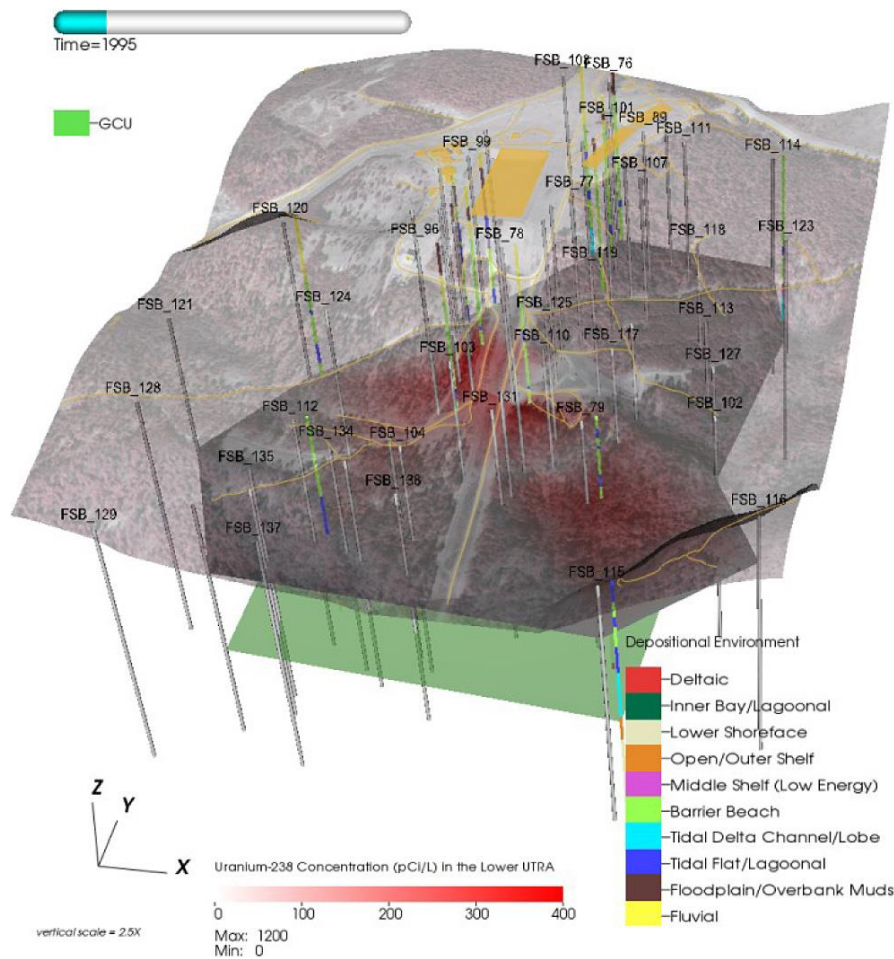 Time=1995
GCU
FSB_108
FSB_76
FSB_101
FSB_89
FSB_111
FSB_99
FSB_114
FSB_107
FSB_77
FSB_120
FSB_96
FSB_78
FSB_118
FSB_123
FSB_119
FSB_121
FSB_124
FSB_125
FSB_113
FSB_110
FSB_117
FSB_103
FSB_127
FSB_128
FSB_131
FSB_102
FSB_112
FSB_79
FSB_134
FSB_104
FSB_135
FSB_138
FSB_116
FSB_129
FSB_137
FSB_115
Depositional Environment
Deltaic
Inner Bay/Lagoonal
Lower Shoreface
Open/Outer Shelf
Middle Shelf (Low Energy)
Barrier Beach
Tidal Delta Channel/Lobe
Tidal Flat/Lagoonal
Floodplain/Overbank Muds
Fluvial
Z
Y
X
Uranium-238 Concentration (pCi/L) in the Lower UTRA
0 100 200 300 400
Max: 1200
Min: 0
vertical scale = 2.5X